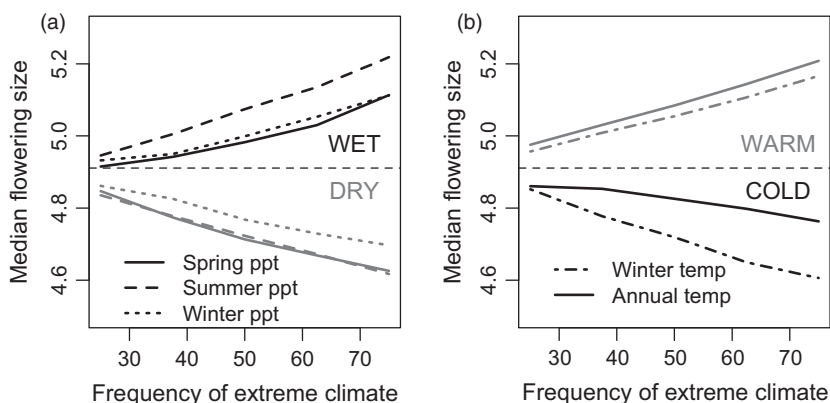 (a)
Median flowering size
5.2
5.0
4.8
4.6
WET
DRY
Spring ppt
Summer ppt
Winter ppt
30 40 50 60 70
Frequency of extreme climate
(b)
Median flowering size
5.2
5.0
4.8
4.6
WARM
COLD
Winter temp
Annual temp
30 40 50 60 70
Frequency of extreme climate